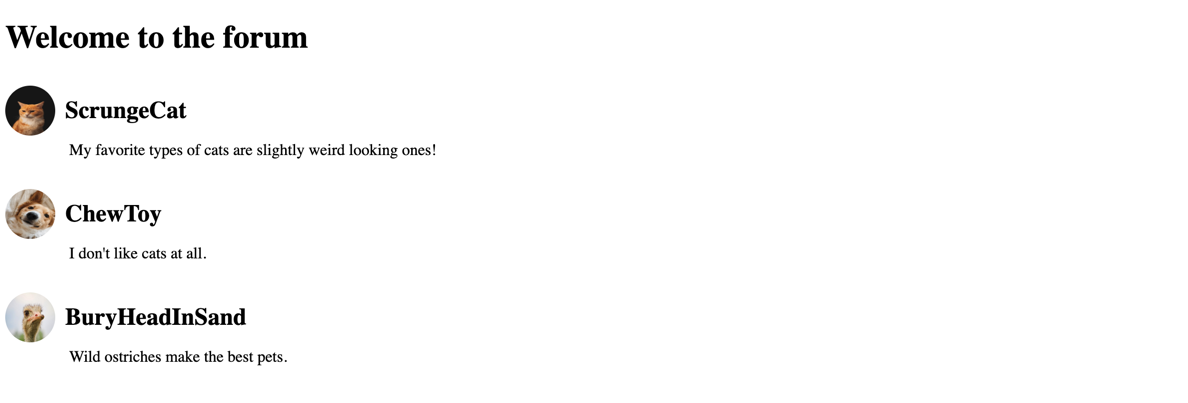 Welcome to the forum
ScrungeCat
My favorite types of cats are slightly weird looking ones!
ChewToy
I don't like cats at all.
BuryHeadInSand
Wild ostriches make the best pets.